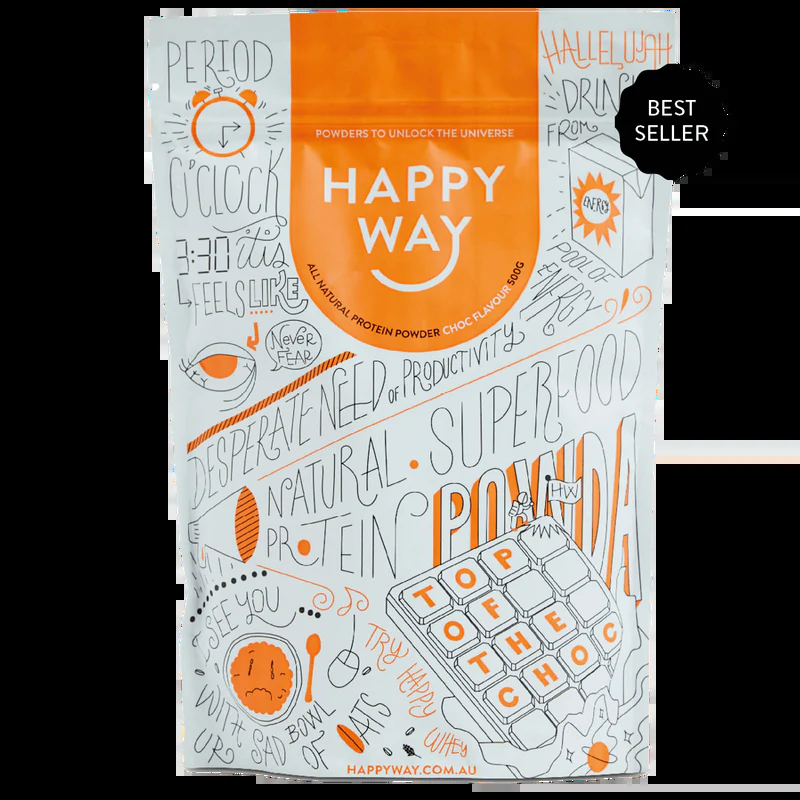 PERIOD
O'CLOCK
3:30 itis
FEELS LIKE
NEVER
FEAR
POWDERS TO UNLOCK THE UNIVERSE
HAPPY
WAY
ALL NATURAL PROTEIN POWDER CHOC FLAVOUR 500G
HALLELUJAH
DRINK
FROM
ENERGY
POOL OF
ENERGY
BEST
SELLER
DESPERATE NEED OF PRODUCTIVITY
NATURAL • SUPERFOOD
PROTEIN POWDA
HW
TOP
OF
THE
CHOC
I SEE YOU
WITH UR SAD BOWL OF OATS
TRY HAPPY WHEY
HAPPYWAY.COM.AU